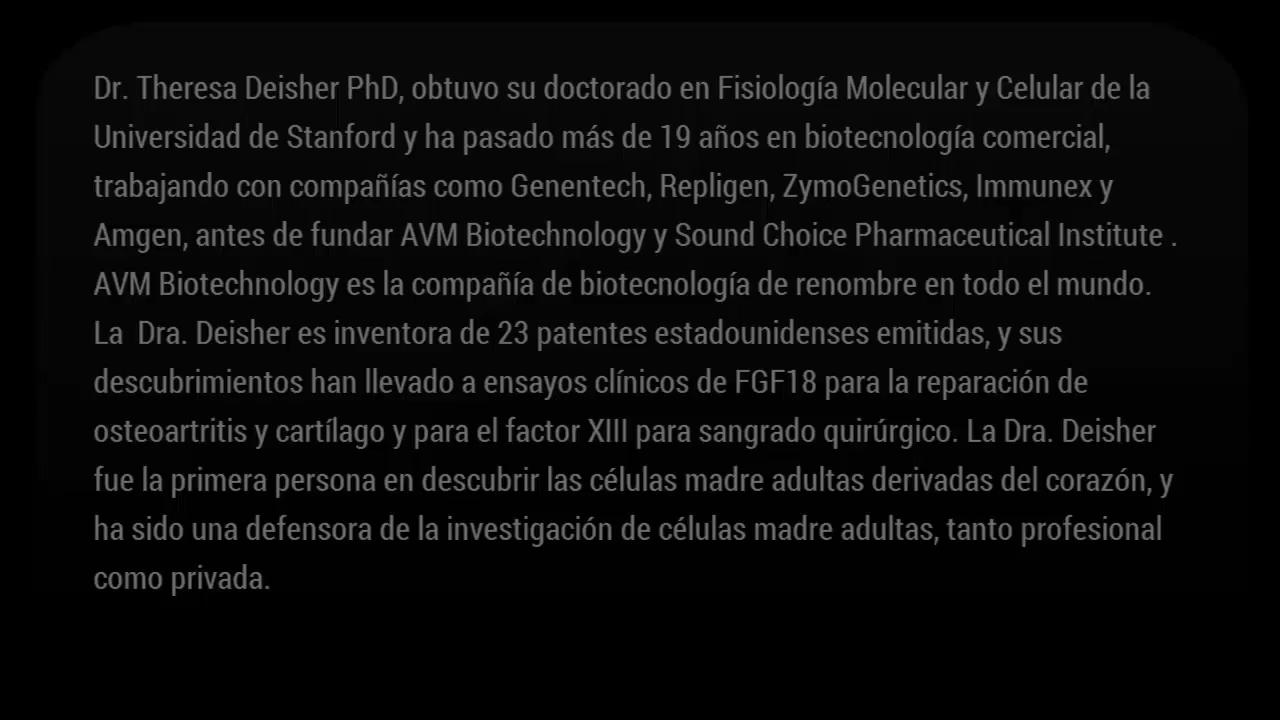 Dr. Theresa Deisher PhD, obtuvo su doctorado en Fisiología Molecular y Celular de la
Universidad de Stanford y ha pasado más de 19 años en biotecnología comercial,
trabajando con compañías como Genentech, Repligen, ZymoGenetics, Immunex y
Amgen, antes de fundar AVM Biotechnology y Sound Choice Pharmaceutical Institute .
AVM Biotechnology es la compañía de biotecnología de renombre en todo el mundo.
La  Dra. Deisher es inventora de 23 patentes estadounidenses emitidas, y sus
descubrimientos han llevado a ensayos clínicos de FGF18 para la reparación de
osteoartritis y cartílago y para el factor XIII para sangrado quirúrgico. La Dra. Deisher
fue la primera persona en descubrir las células madre adultas derivadas del corazón, y
ha sido una defensora de la investigación de células madre adultas, tanto profesional
como privada.